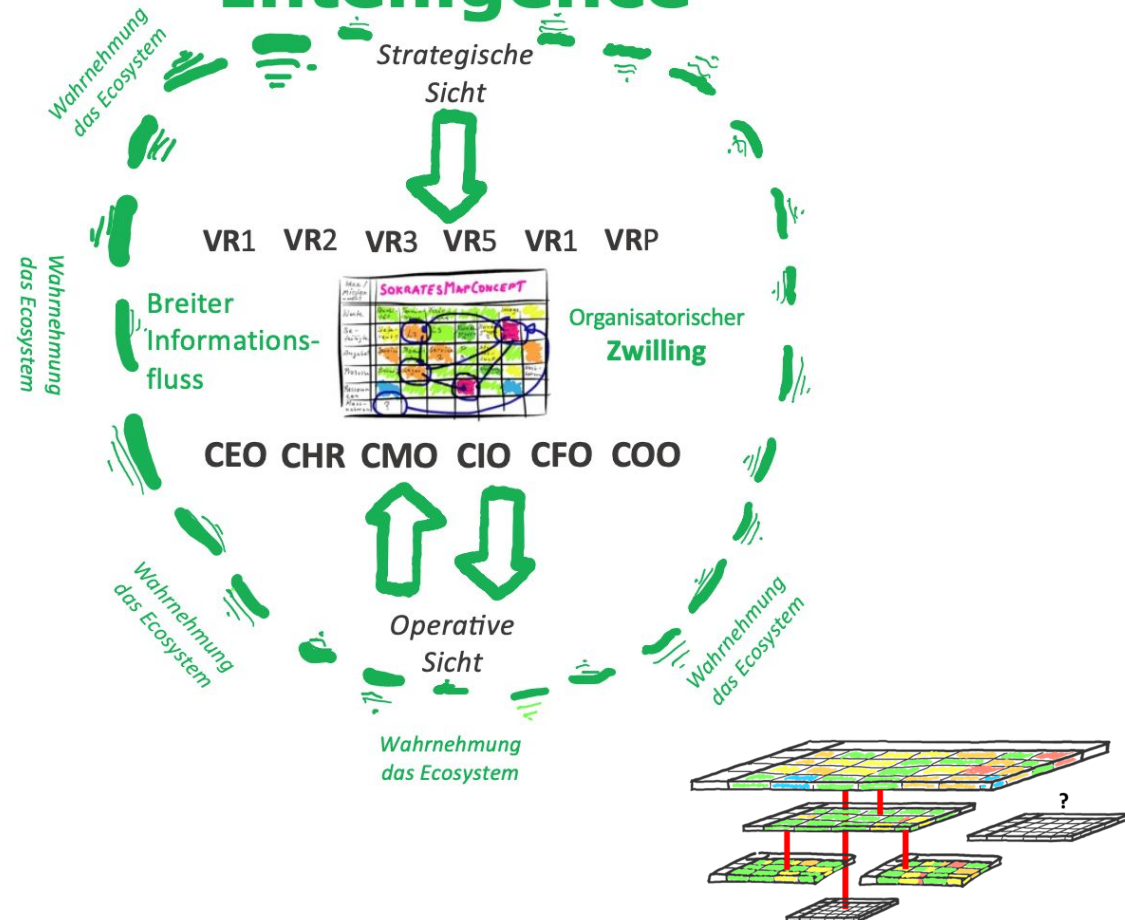 Wahrnehmung
das Ecosystem
Strategische
Sicht
VR1 VR2 VR3 VR5 VR1 VRP
Wahrnehmung
das Ecosystem
Breiter
Informations-
fluss
SOKRATESMAPCONCEPT
Organisatorischer
Zwilling
CEO CHR CMO CIO CFO COO
Operative
Sicht
Wahrnehmung
das Ecosystem
Wahrnehmung
das Ecosystem
Wahrnehmung
das Ecosystem
?